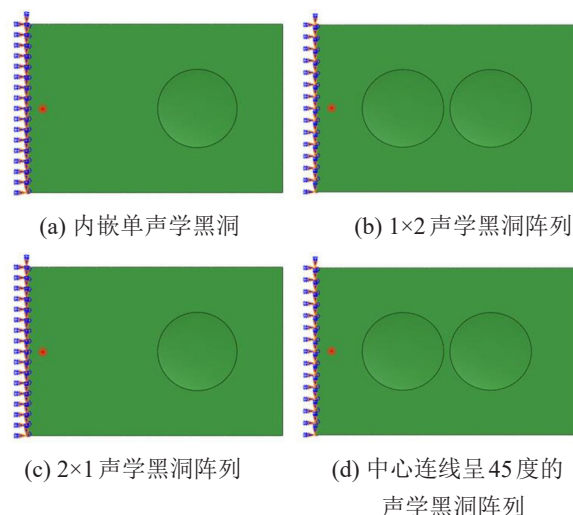 (a) 内嵌单声学黑洞
(b) 1×2声学黑洞阵列
(c) 2×1声学黑洞阵列
(d) 中心连线呈45度的
声学黑洞阵列